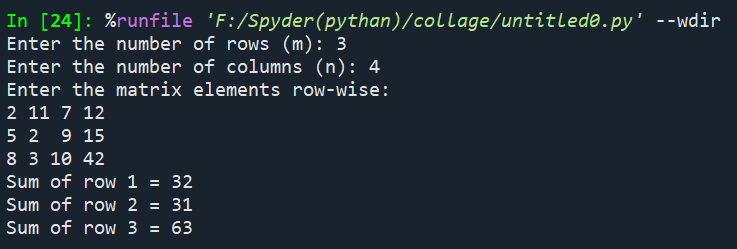 In [24]: %runfile 'F:/Spyder(pythan)/collage/untitled0.py' --wdir
Enter the number of rows (m): 3
Enter the number of columns (n): 4
Enter the matrix elements row-wise:
2 11 7 12
5 2  9 15
8 3 10 42
Sum of row 1 = 32
Sum of row 2 = 31
Sum of row 3 = 63